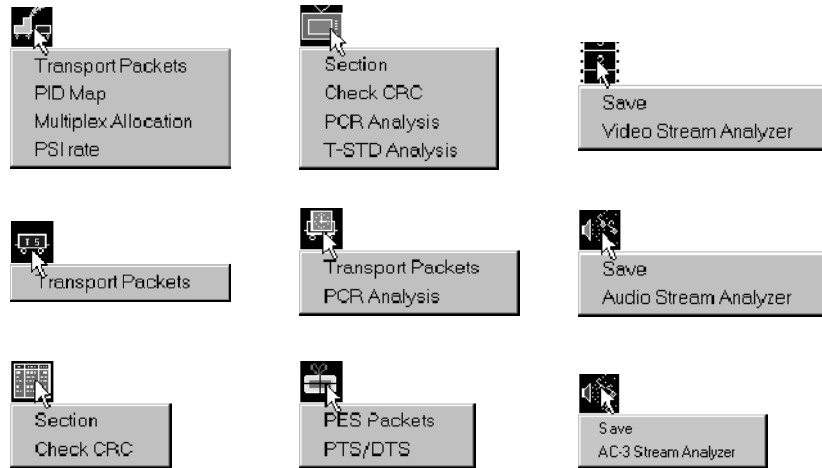 Transport Packets
PID Map
Multiplex Allocation
PSI rate
Section
Check CRC
PCR Analysis
T-STD Analysis
Save
Video Stream Analyzer
TS
Transport Packets
Transport Packets
PCR Analysis
Save
Audio Stream Analyzer
Section
Check CRC
PES Packets
PTS/DTS
Save
AC-3 Stream Analyzer